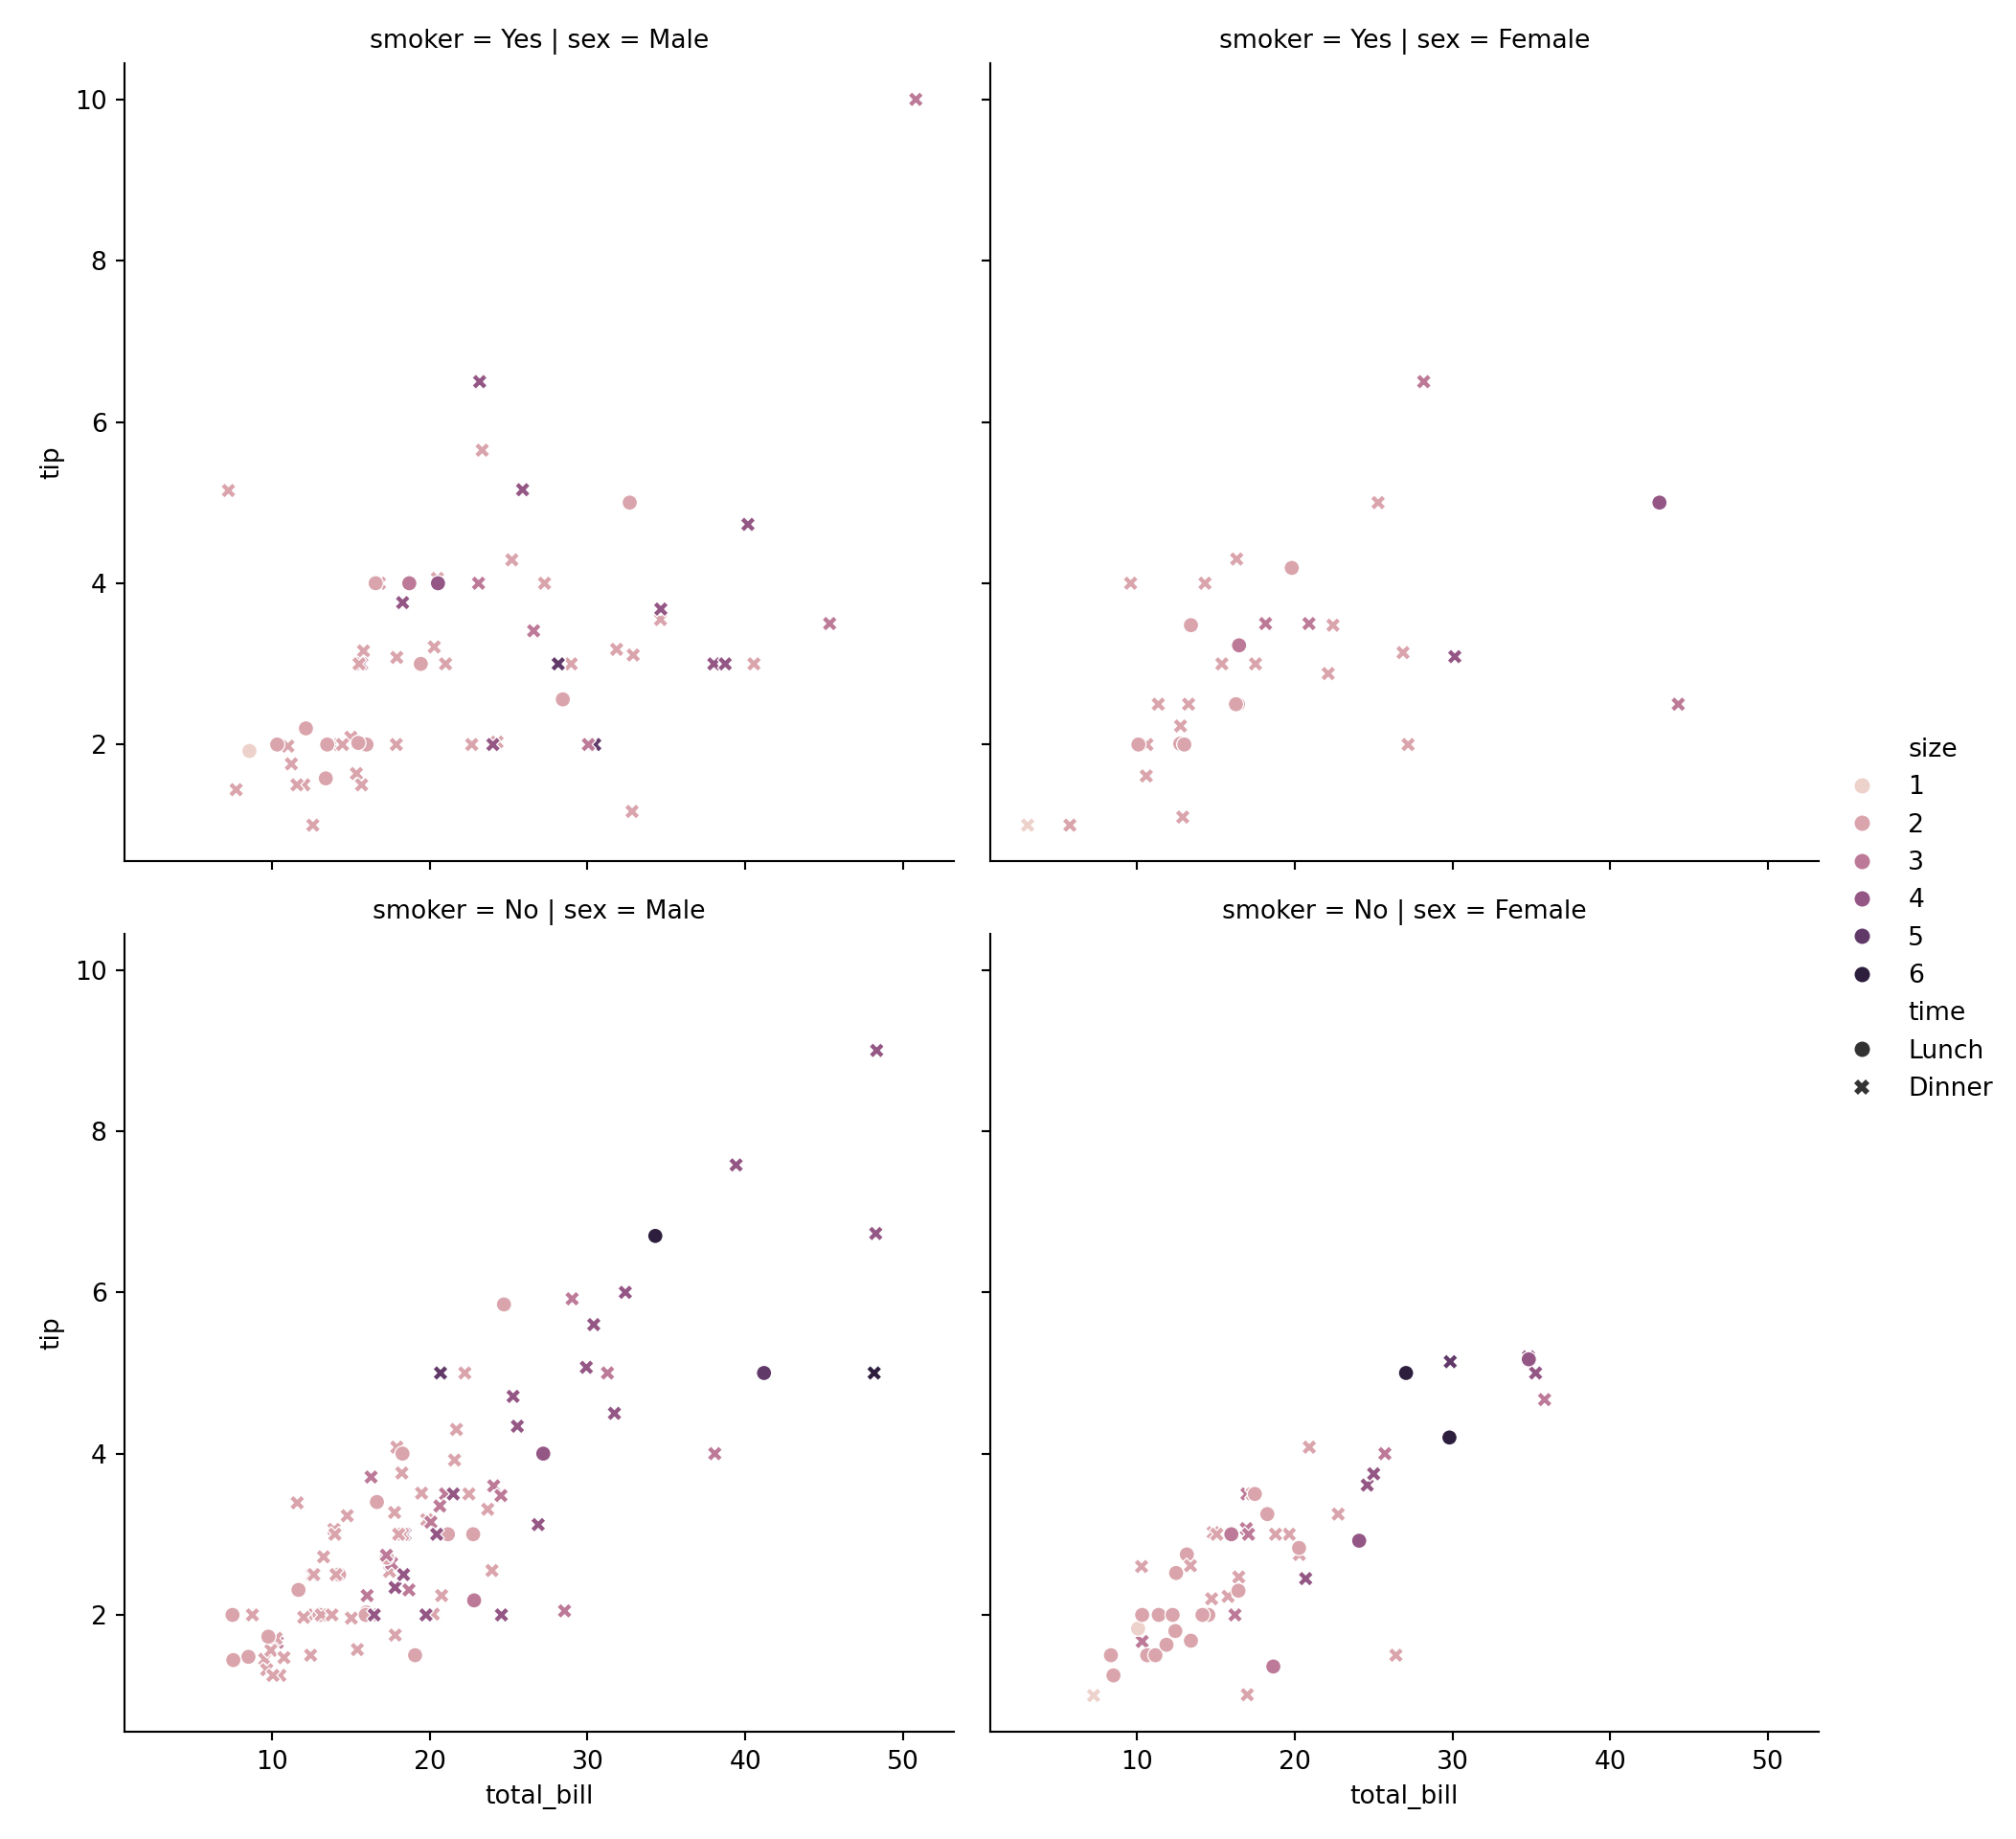 smoker = Yes | sex = Male
smoker = Yes | sex = Female
10
8
6
4
2
tip
smoker = No | sex = Male
smoker = No | sex = Female
10
8
6
4
2
tip
10 20 30 40 50
total_bill
10 20 30 40 50
total_bill
size
1
2
3
4
5
6
time
Lunch
Dinner